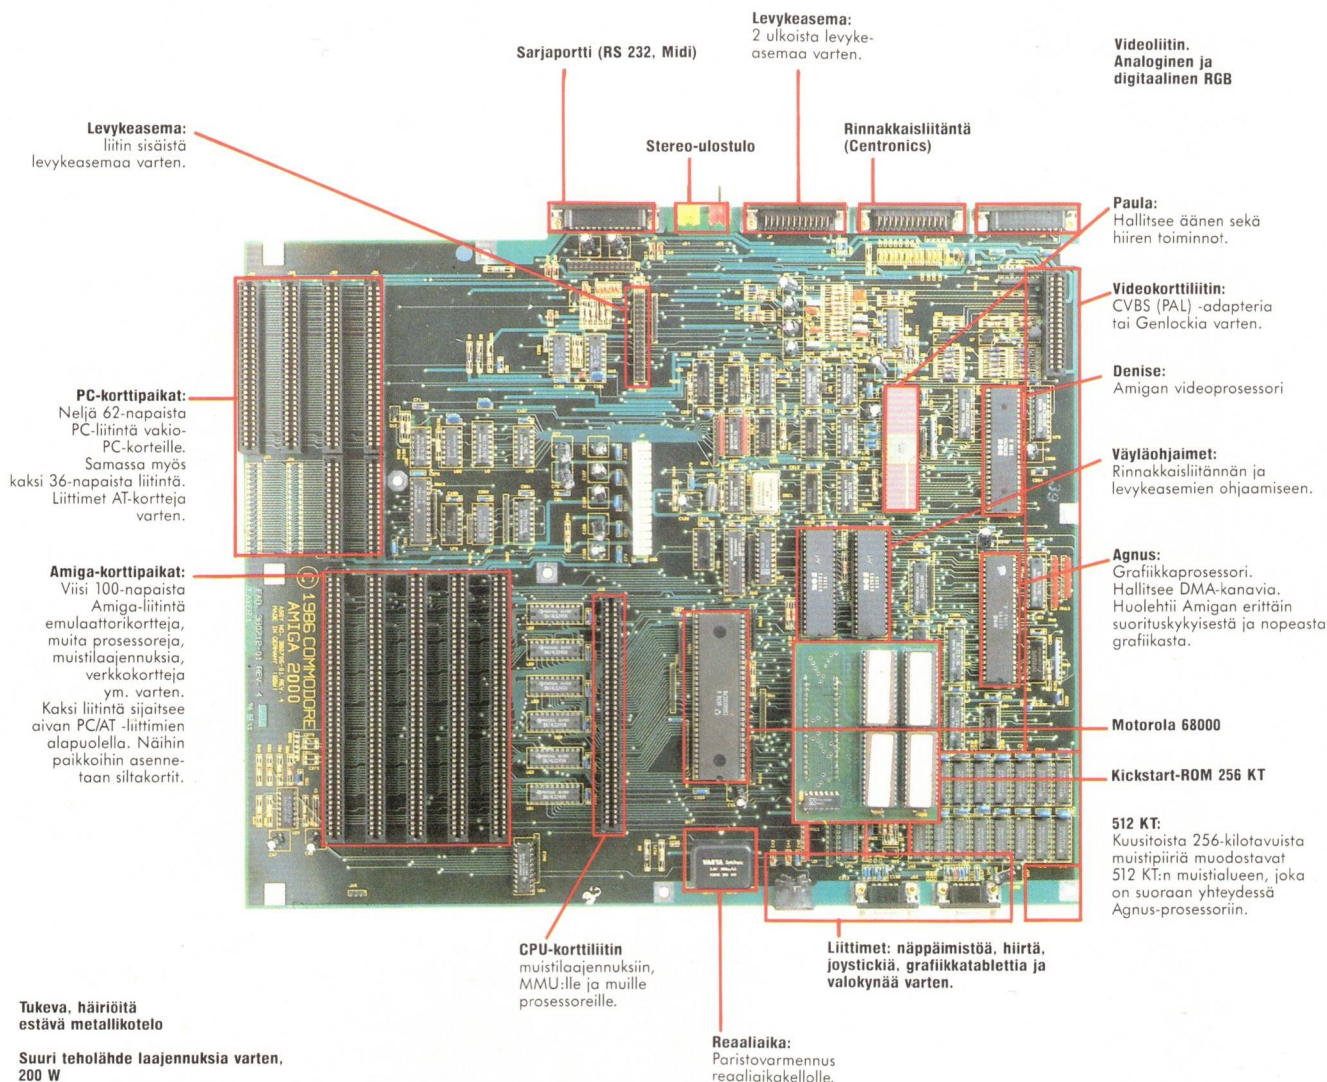 Levykeasema:
2 ulkoista levyke-
asemaa varten.
Sarjaportti (RS 232, Midi)
Videoliitin.
Analoginen ja
digitaalinen RGB
Levykeasema:
liitin sisäistä
levykeasemaa varten.
Stereo-ulostulo
Rinnakkaisliitäntä
(Centronics)
Paula:
Hallitsee äänen sekä
hiiren toiminnot.
Videokorttiliitin:
CVBS (PAL) -adapteria
tai Genlockia varten.
Denise:
Amigan videoprosessori
PC-korttipaikat:
Neljä 62-napaista
PC-liitintä vakio-
PC-korteille.
Samassa myös
kaksi 36-napaista liitintä.
Liittimet AT-kortteja
varten.
Väyläohjaimet:
Rinnakkaisliitännän ja
levykeasemien ohjaamiseen.
Agnus:
Grafiikkaprosessori.
Hallitsee DMA-kanavia.
Huolehtii Amigan erittäin
suorituskykyisestä ja nopeasta
grafiikasta.
Amiga-korttipaikat:
Viisi 100-napaista
Amiga-liitintä
emulaattorikortteja,
muita prosessoreja,
muistilaajennuksia,
verkkokortteja
ym. varten.
Kaksi liitintä sijaitsee
aivan PC/AT -liittimien
alapuolella. Näihin
paikkoihin asenne-
taan siltakortit.
©1986 COMMODORE
AMIGA 2000
MADE IN GERMANY
REV. 4
Motorola 68000
Kickstart-ROM 256 KT
512 KT:
Kuusitoista 256-kilotavuista
muistipiiriä muodostavat
512 KT:n muistialueen, joka
on suoraan yhteydessä
Agnus-prosessoriin.
VARTA
CPU-korttiliitin
muistilaajennuksiin,
MMU:lle ja muille
prosessoreille.
Liittimet: näppäimistöä, hiirtä,
joystickiä, grafiikkatablettia ja
valokynää varten.
Reaaliaika:
Paristovarmennus
reaaliaikakellolle.
Tukeva, häiriöitä
estävä metallikotelo
Suuri teholähde laajennuksia varten,
200 W